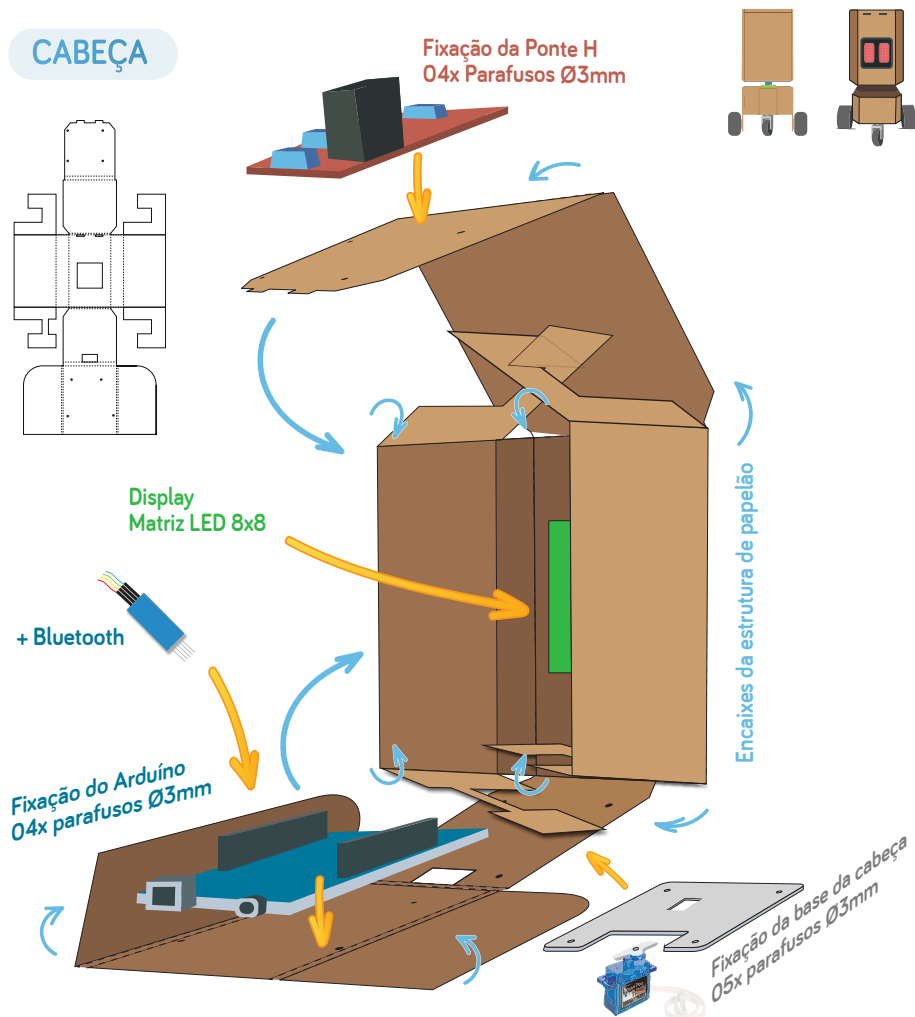 CABEÇA
Fixação da Ponte H
04x Parafusos Ø3mm
Display
Matriz LED 8x8
+ Bluetooth
Encaixes da estrutura de papelão
Fixação do Arduíno
04x parafusos Ø3mm
Fixação da base da cabeça
05x parafusos Ø3mm